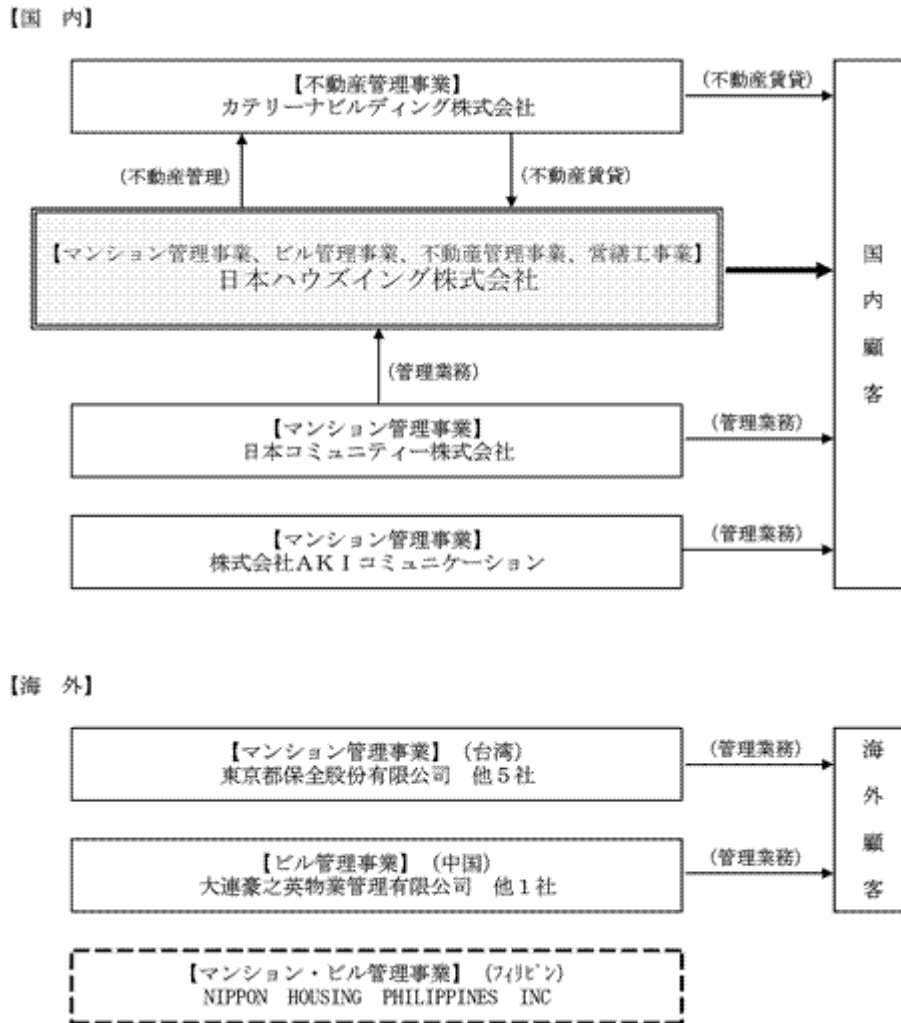 【国　内】
【不動産管理事業】
カテリーナビルディング株式会社
(不動産賃貸)
(不動産管理)
(不動産賃貸)
【マンション管理事業、ビル管理事業、不動産管理事業、営繕工事業】
日本ハウズイング株式会社
国内顧客
(管理業務)
【マンション管理事業】
日本コミュニティー株式会社
(管理業務)
【マンション管理事業】
株式会社AKIコミュニケーション
(管理業務)
【海　外】
【マンション管理事業】（台湾）
東京都保全股份有限公司　他５社
(管理業務)
海外顧客
【ビル管理事業】（中国）
大連豪之英物業管理有限公司　他１社
(管理業務)
【マンション・ビル管理事業】（ﾌｨﾘﾋﾟﾝ）
NIPPON HOUSING PHILIPPINES INC